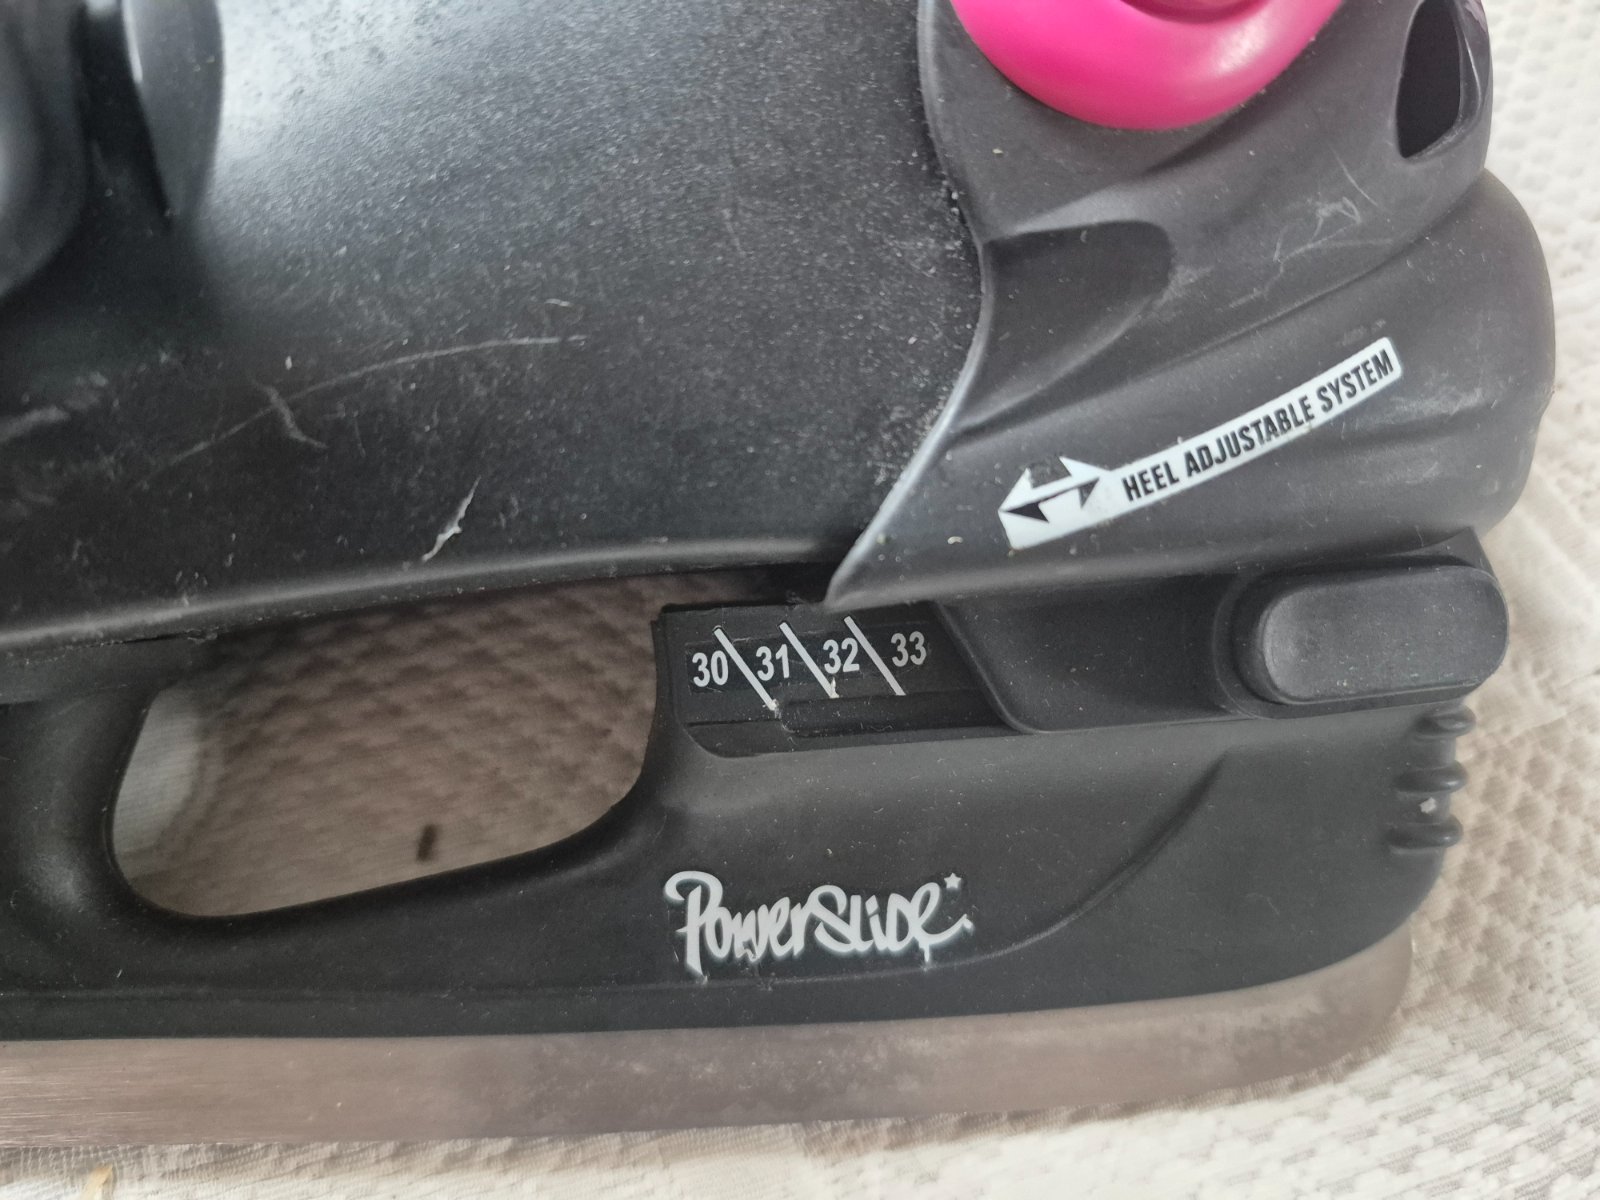 HEEL ADJUSTABLE SYSTEM
30 31 32 33
PowerSlide